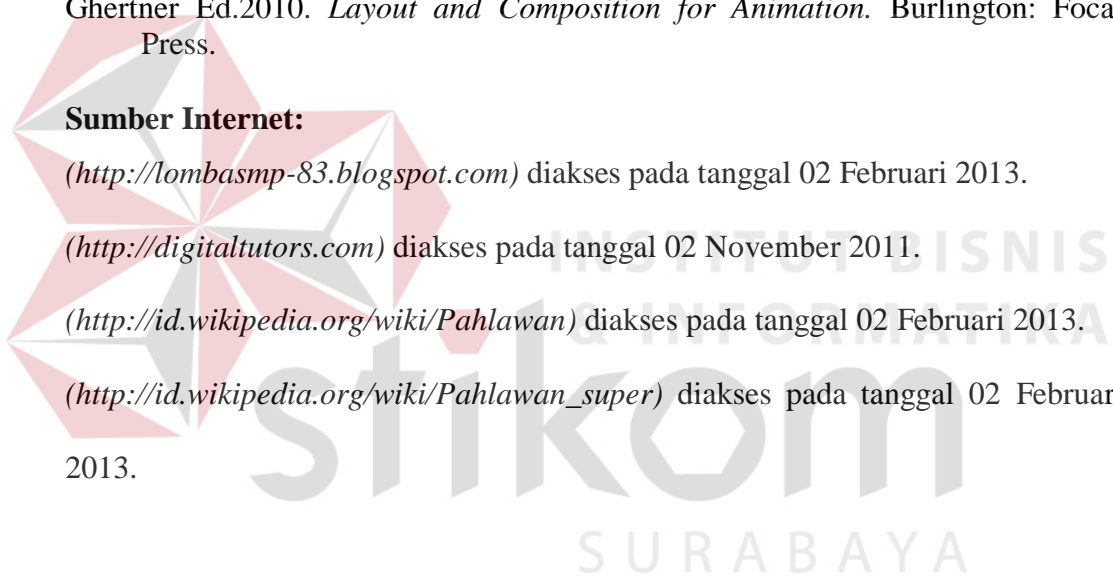 Ghertner Ed.2010. Layout and Composition for Animation. Burlington: Foca
Press.
Sumber Internet:
(http://lombasmp-83.blogspot.com) diakses pada tanggal 02 Februari 2013.
(http://digitaltutors.com) diakses pada tanggal 02 November 2011.
(http://id.wikipedia.org/wiki/Pahlawan) diakses pada tanggal 02 Februari 2013.
(http://id.wikipedia.org/wiki/Pahlawan_super) diakses pada tanggal 02 Februar
2013.
INSTITUT BISNIS
& INFORMATIKA
stikom
SURABAYA